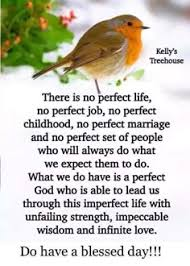 Kelly's
Treehouse
There is no perfect life,
no perfect job, no perfect
childhood, no perfect marriage
and no perfect set of people
who will always do what
we expect them to do.
What we do have is a perfect
God who is able to lead us
through this imperfect life with
unfailing strength, impeccable
wisdom and infinite love.
Do have a blessed day!!!